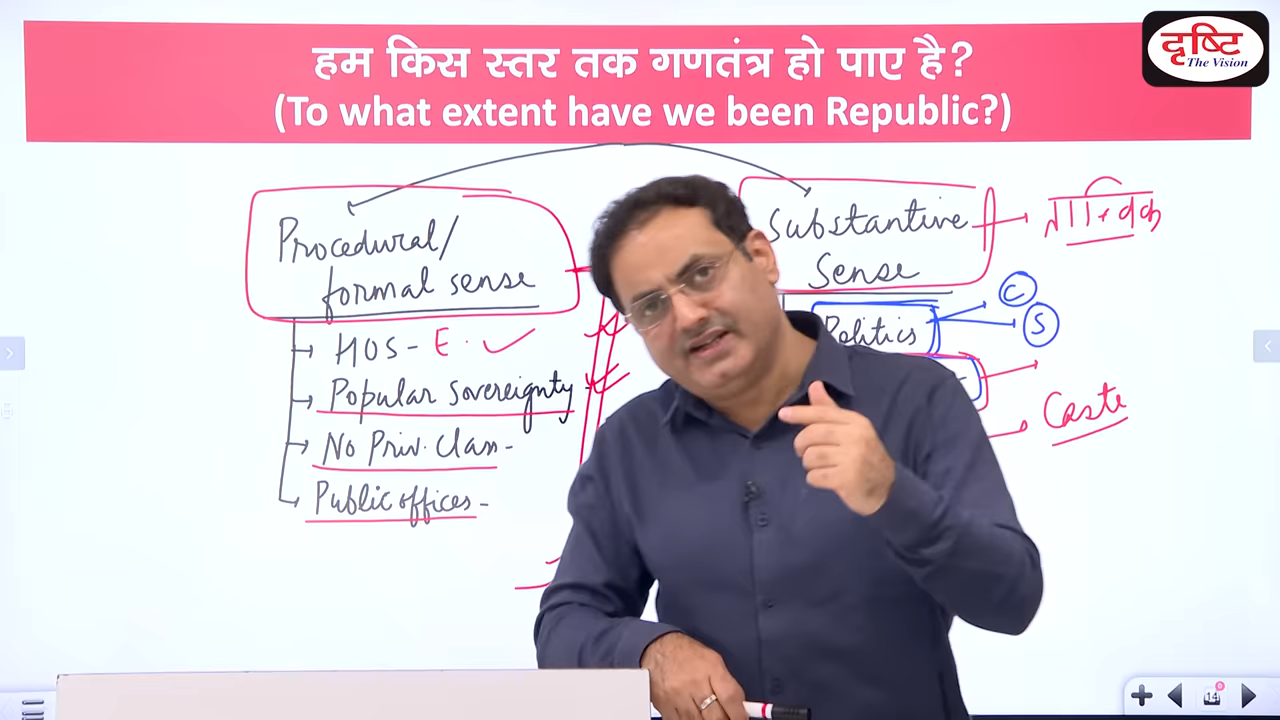 हम किस स्तर तक गणतंत्र हो पाए है?
(To what extent have we been Republic?)
दृष्टि
The Vision
Procedural/
formal sense
HOS - E.
Popular Sovereignty
No Priv. Class -
Public offices -
Substantive
Sense
Politics
C
S
Caste
14